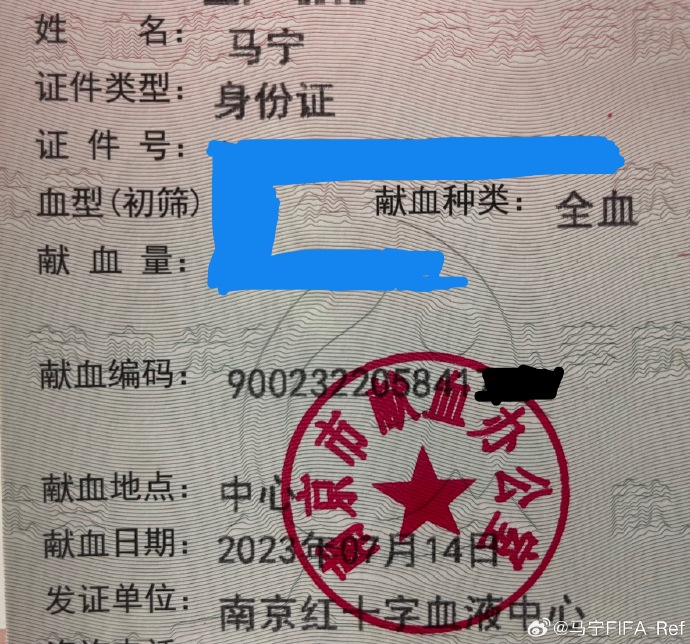 姓 名: 马宁
证件类型: 身份证
证 件 号:
血型(初筛) 献血种类: 全血
献 血 量:
献血编码: 900232205841
南京市献血办公室
献血地点: 中心
献血日期: 2023年07月14日
发证单位: 南京红十字血液中心
@马宁FIFA-Ref